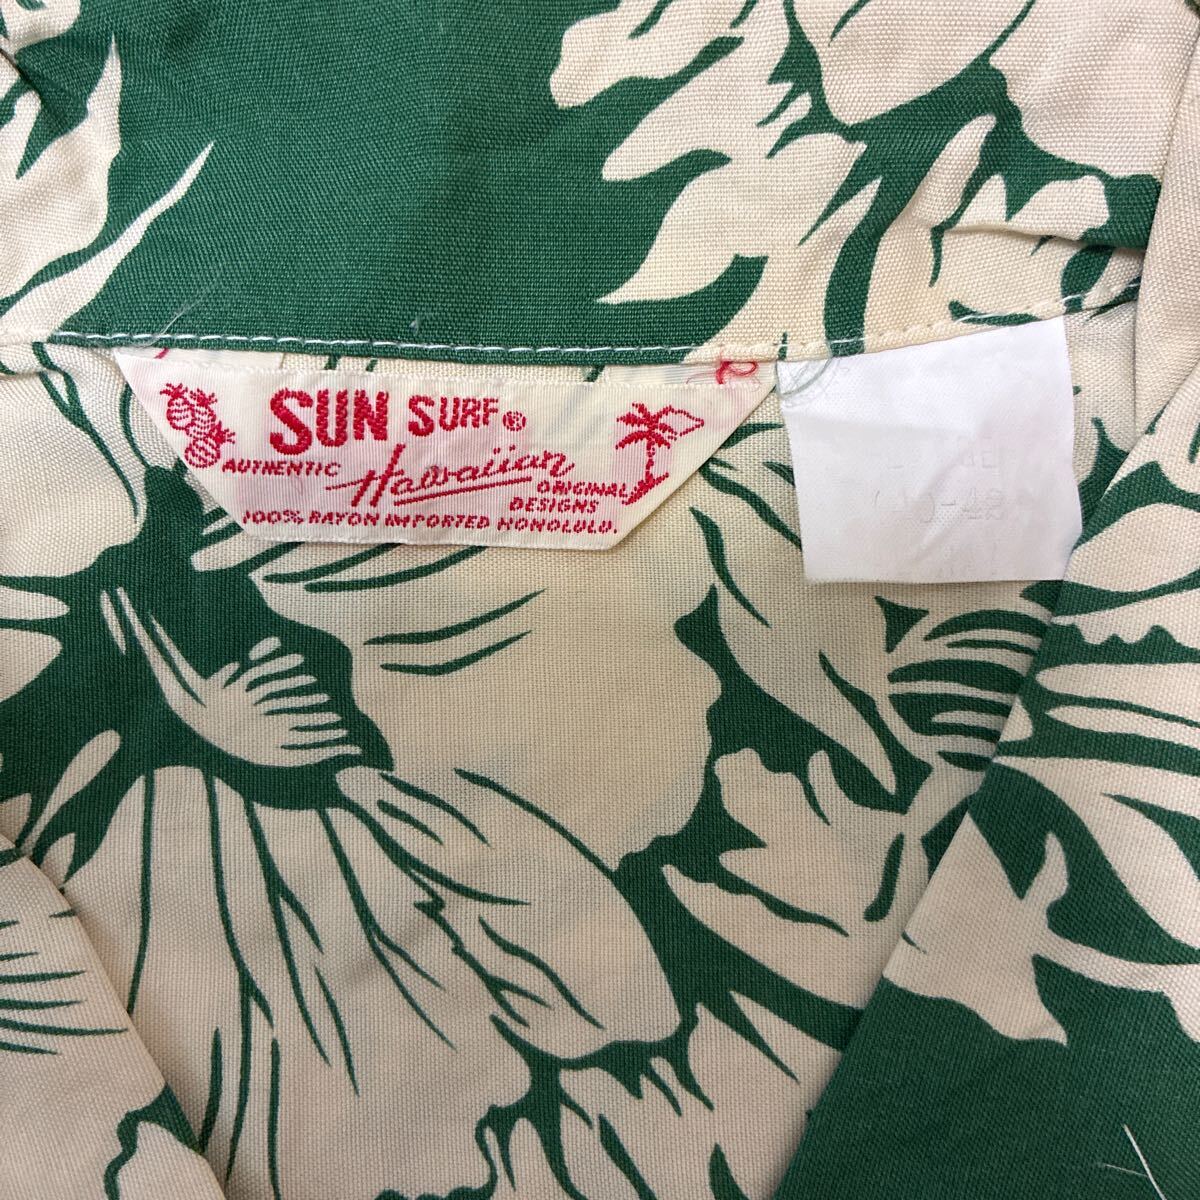 SUN SURF®
AUTHENTIC Hawaiian ORIGINAL
DESIGNS
100% RAYON IMPORTED HONOLULU.